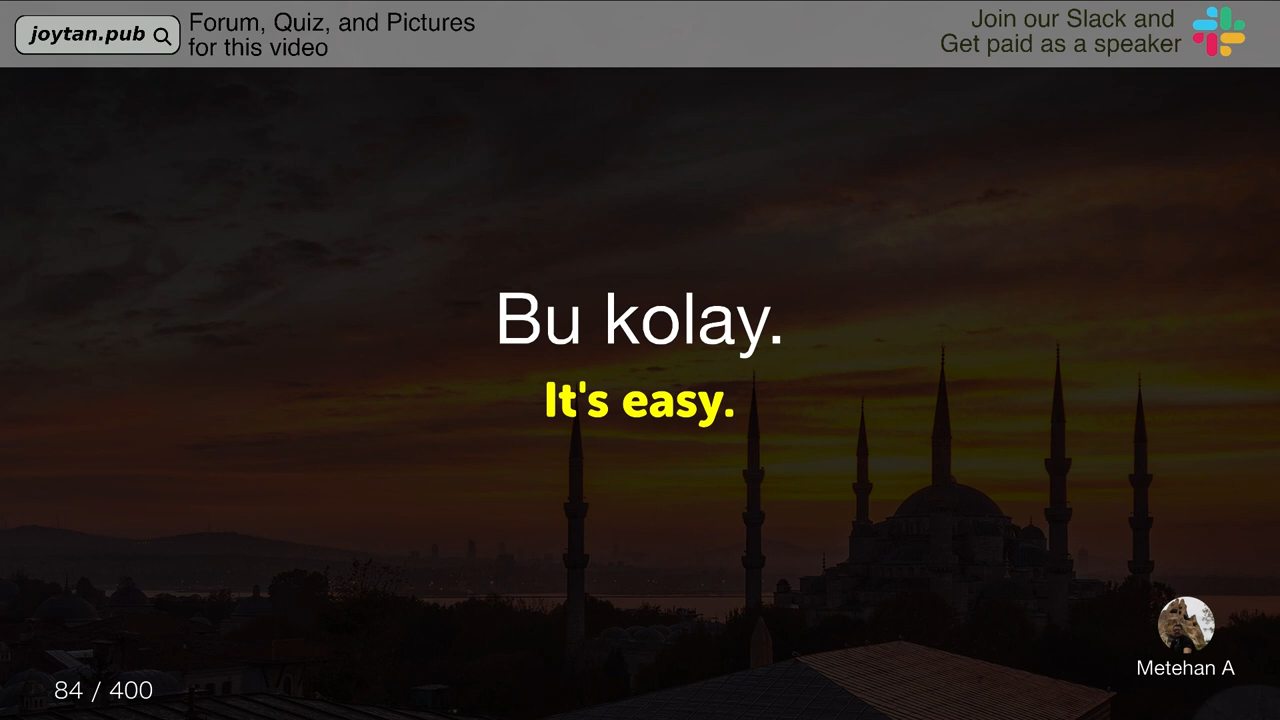 joytan.pub
Forum, Quiz, and Pictures
for this video
Join our Slack and
Get paid as a speaker
Bu kolay.
It's easy.
Metehan A
84 / 400